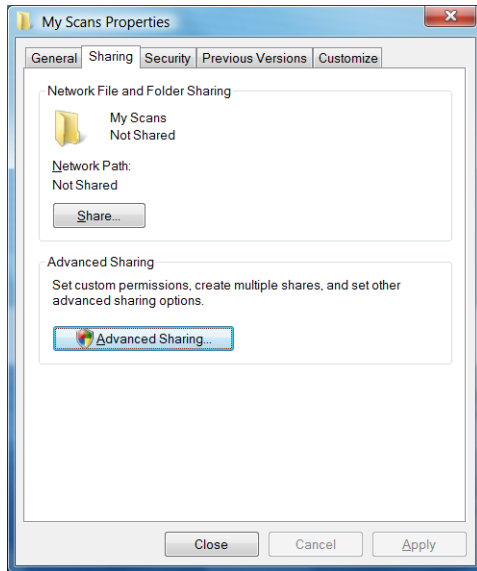 My Scans Properties
General Sharing Security Previous Versions Customize
Network File and Folder Sharing
My Scans
Not Shared
Network Path:
Not Shared
Share...
Advanced Sharing
Set custom permissions, create multiple shares, and set other
advanced sharing options.
Advanced Sharing...
Close Cancel Apply